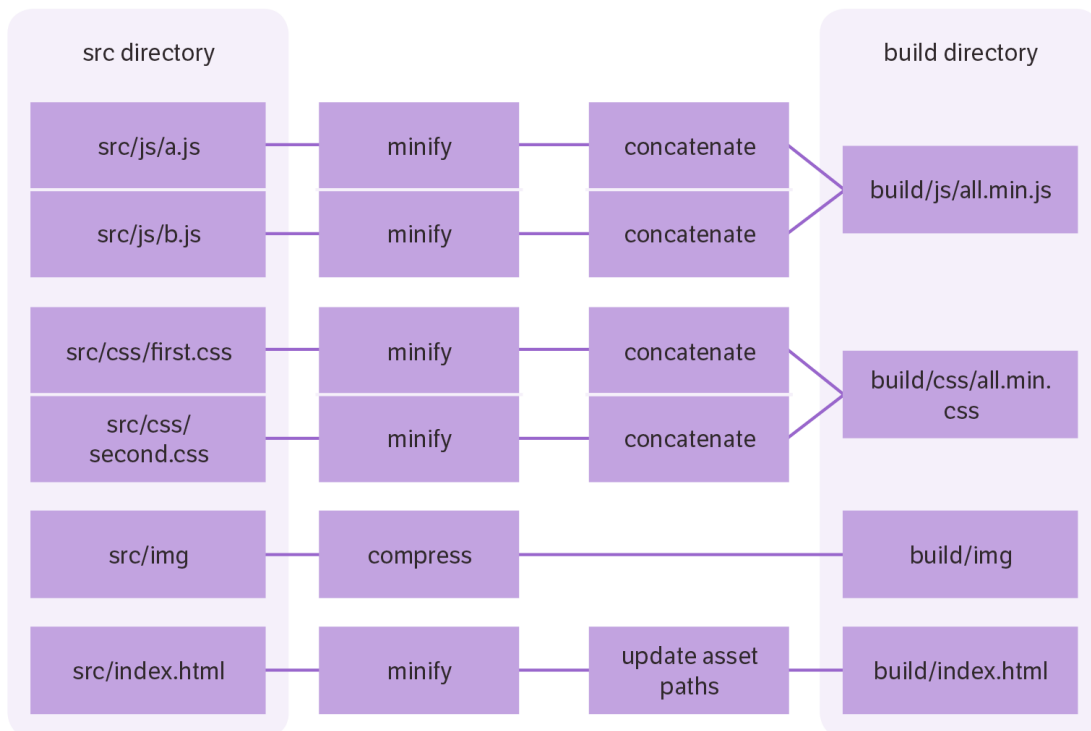 src directory
build directory
src/js/a.js
minify
concatenate
build/js/all.min.js
src/js/b.js
minify
concatenate
src/css/first.css
minify
concatenate
build/css/all.min.
css
src/css/
second.css
minify
concatenate
src/img
compress
build/img
src/index.html
minify
update asset
paths
build/index.html